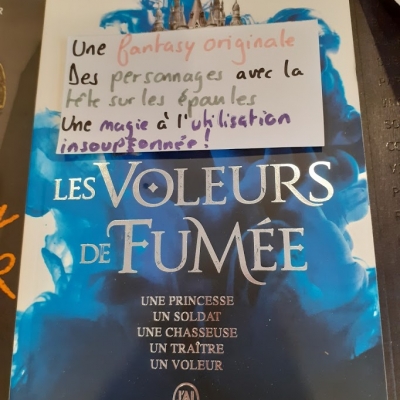 Une fantasy originale
Des personnages avec la
tête sur les épaules
Une magie à l'utilisation
insoupçonnée!
LES VOLEURS
DE FUMÉE
UNE PRINCESSE
UN SOLDAT
UNE CHASSEUSE
UN TRAÎTRE
UN VOLEUR